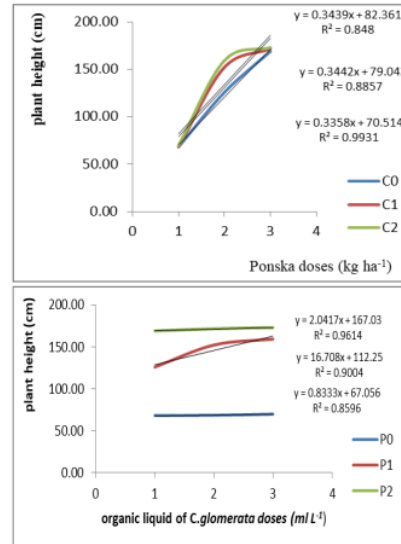 plant height (cm)
200.00
150.00
100.00
50.00
0.00
0
1
2
3
4
y = 0.3439x + 82.361
R² = 0.848
y = 0.3442x + 79.04
R² = 0.8857
y = 0.3358x + 70.514
R² = 0.9931
C0
C1
C2
Ponska doses (kg ha⁻¹)
plant height (cm)
200.00
150.00
100.00
50.00
0.00
0
1
2
3
4
y = 2.0417x + 167.03
R² = 0.9614
y = 16.708x + 112.25
R² = 0.9004
y = 0.8333x + 67.056
R² = 0.8596
P0
P1
P2
organic liquid of C.glomerata doses (ml L⁻¹)